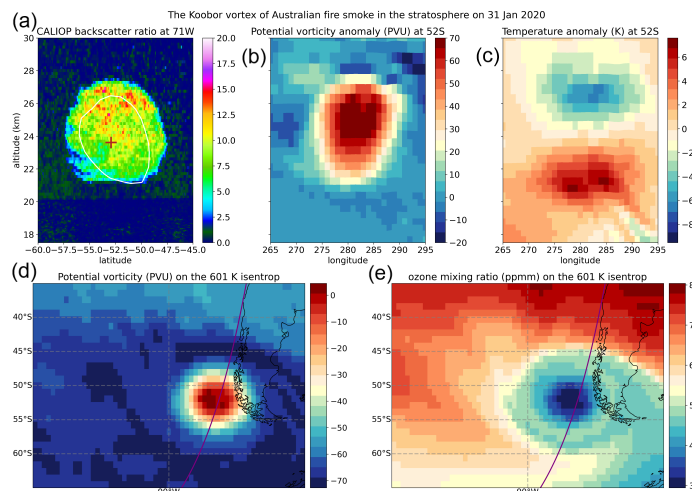 The Koobor vortex of Australian fire smoke in the stratosphere on 31 Jan 2020
(a)
CALIOP backscatter ratio at 71W
Potential vorticity anomaly (PVU) at 52S
Temperature anomaly (K) at 52S
(b)
(c)
altitude (km)
30
28
26
24
22
20
18
−60.0 −57.5 −55.0 −52.5 −50.0 −47.5 −45.0
latitude
20.0
17.5
15.0
12.5
10.0
7.5
5.0
2.5
0.0
265 270 275 280 285 290 295
longitude
70
60
50
40
30
20
10
0
−10
−20
265 270 275 280 285 290 295
longitude
6
4
2
0
−2
−4
−6
−8
(d)
Potential vorticity (PVU) on the 601 K isentrop
40°S
45°S
50°S
55°S
60°S
0
−10
−20
−30
−40
−50
−60
−70
(e)
ozone mixing ratio (ppmm) on the 601 K isentrop
40°S
45°S
50°S
55°S
60°S